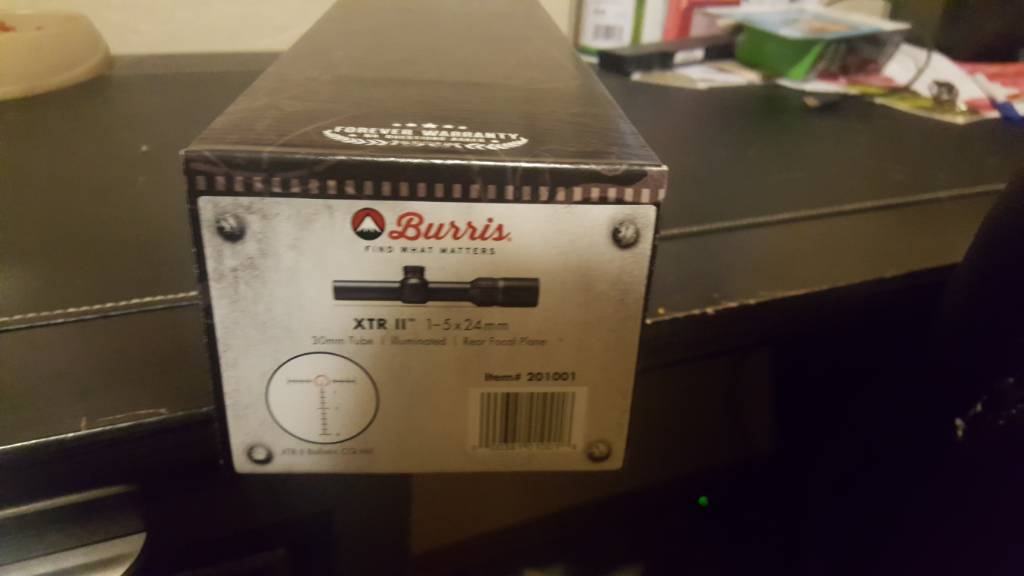 FOREVER WARRANTY
Burris
FIND WHAT MATTERS
XTR II™ 1-5x24mm
30mm Tube | Illuminated | Rear Focal Plane
Item# 201001